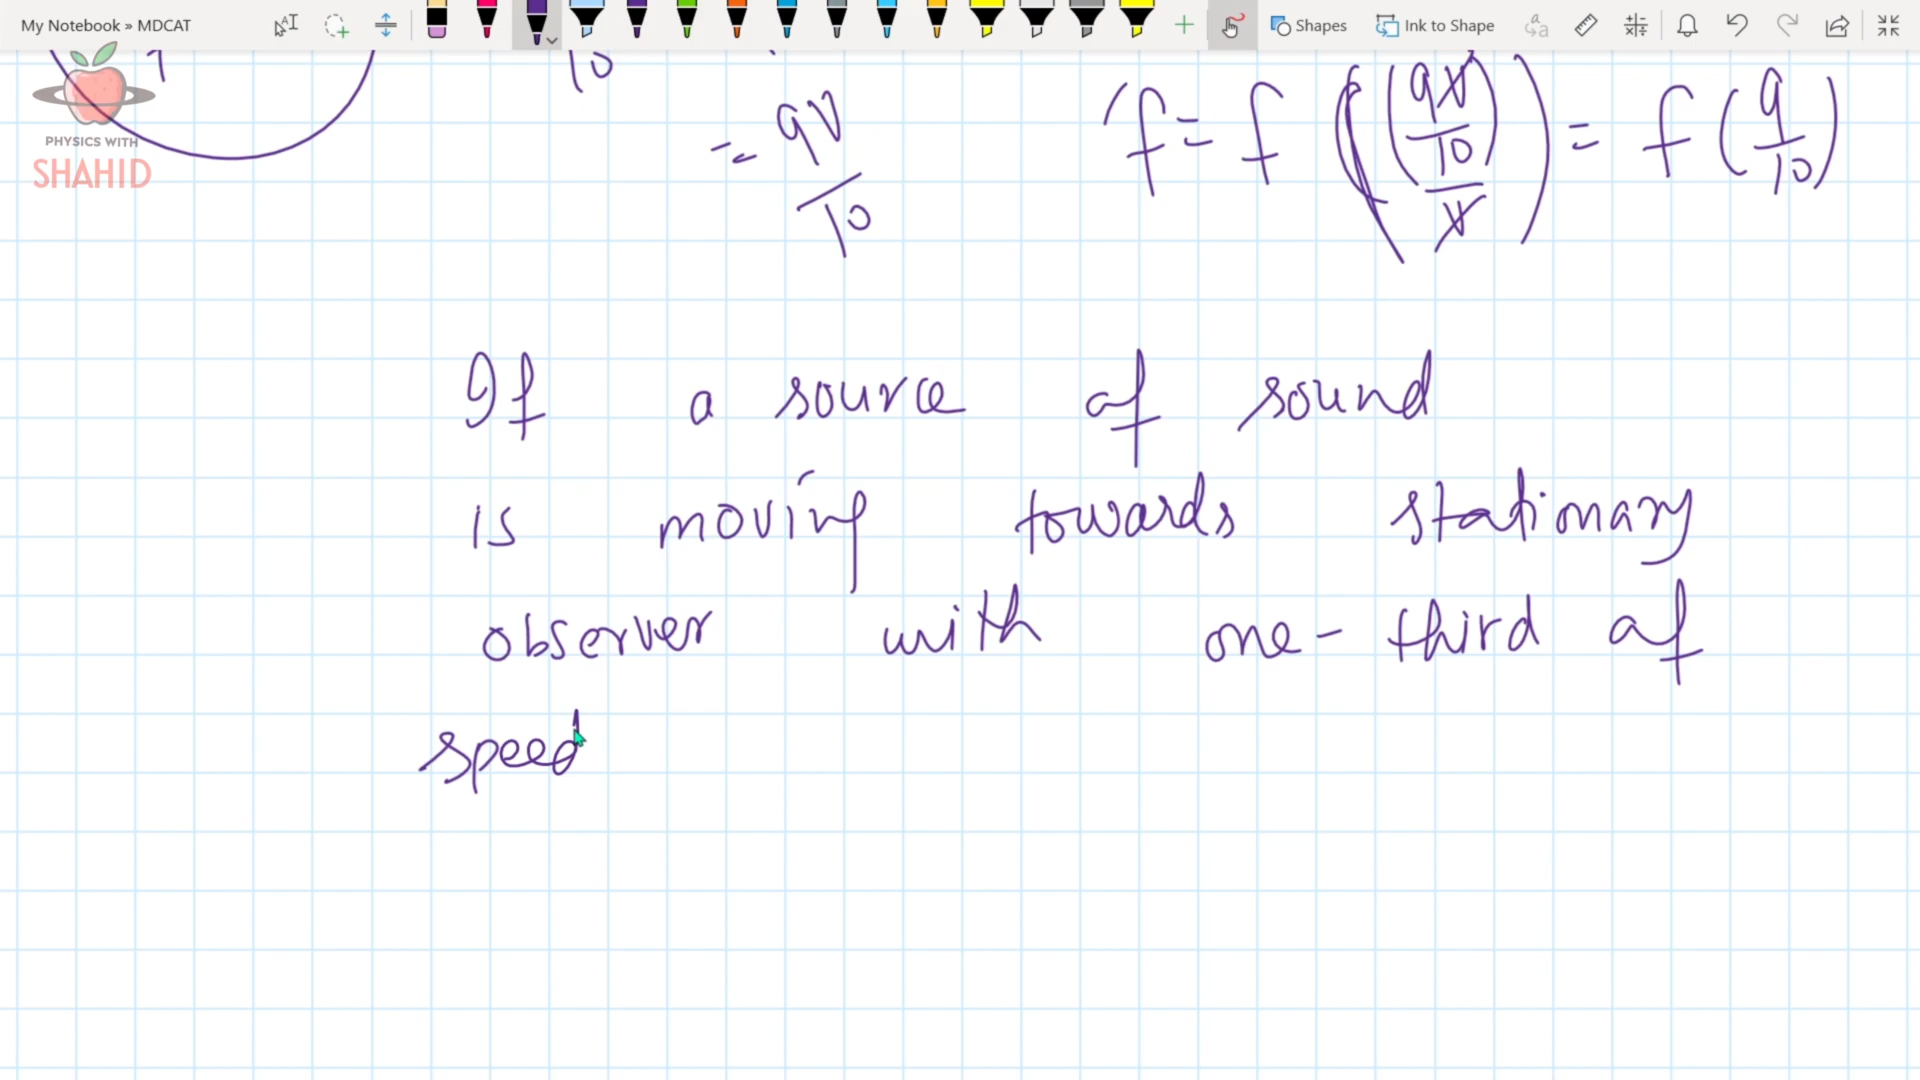 My Notebook » MDCAT
Shapes
Ink to Shape
PHYSICS WITH
SHAHID
10
= 9V/10
f = f ((9v/10)/v) = f (9/10)
If a source of sound
is moving towards stationary
observer with one-third of
speed